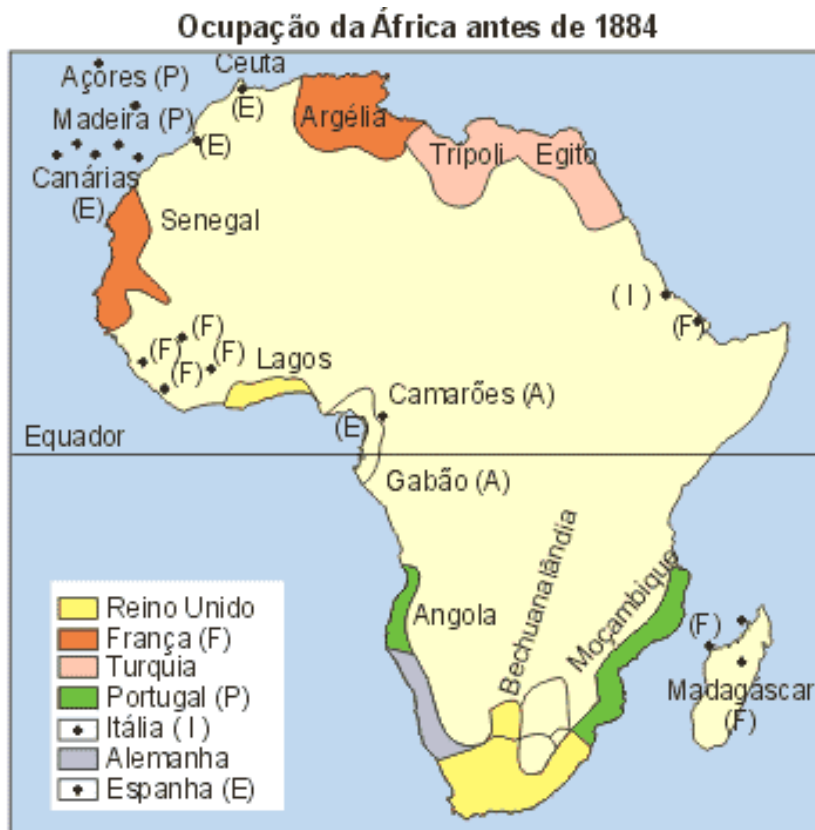 Ocupação da África antes de 1884
Açores (P)
Ceuta
(E)
Madeira (P)
(E)
Argélia
Trípoli
Egito
Canárias
(E)
Senegal
( I )
(F)
(F)
(F)
(F)
(F)
Lagos
Camarões (A)
(E)
Equador
Gabão (A)
Angola
Bechuanalândia
Moçambique
(F)
Madagáscar
(F)
Reino Unido
França (F)
Turquia
Portugal (P)
Itália ( I )
Alemanha
Espanha (E)